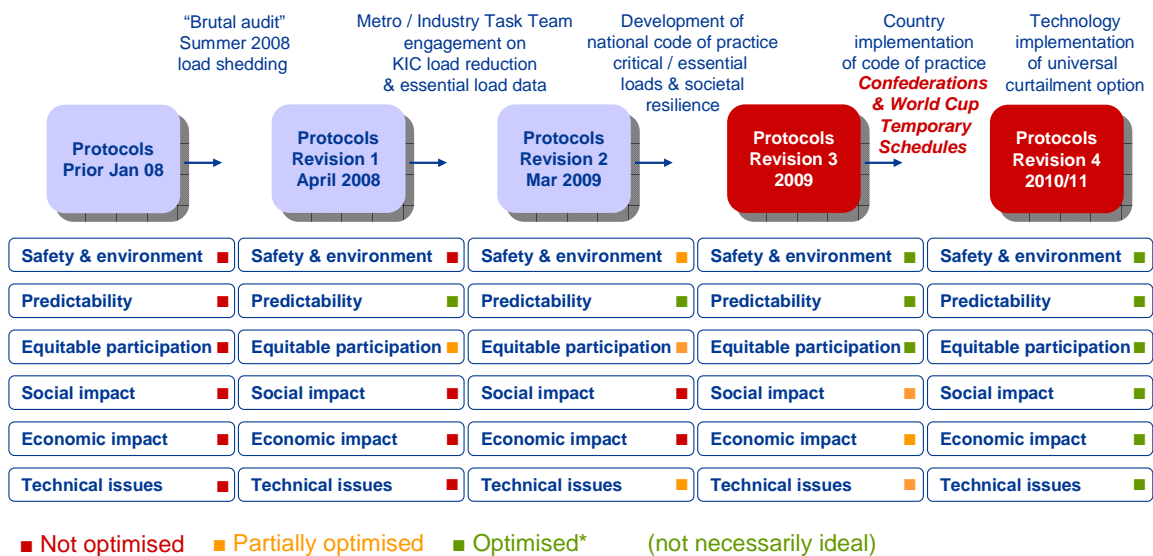 “Brutal audit”
Summer 2008
load shedding
Metro / Industry Task Team
engagement on
KIC load reduction
& essential load data
Development of
national code of practice
critical / essential
loads & societal
resilience
Country
implementation
of code of practice
Confederations
& World Cup
Temporary
Schedules
Technology
implementation
of universal
curtailment option
Protocols
Prior Jan 08
Protocols
Revision 1
April 2008
Protocols
Revision 2
Mar 2009
Protocols
Revision 3
2009
Protocols
Revision 4
2010/11
Safety & environment Safety & environment Safety & environment Safety & environment Safety & environment
Predictability Predictability Predictability Predictability Predictability
Equitable participation Equitable participation Equitable participation Equitable participation Equitable participation
Social impact Social impact Social impact Social impact Social impact
Economic impact Economic impact Economic impact Economic impact Economic impact
Technical issues Technical issues Technical issues Technical issues Technical issues
Not optimised Partially optimised Optimised* (not necessarily ideal)